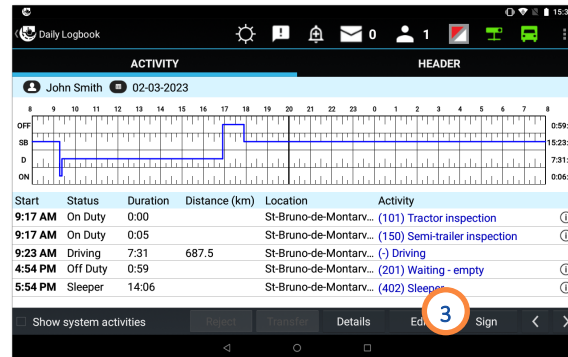 15:3
Daily Logbook 0 1
ACTIVITY HEADER
John Smith 02-03-2023
8 9 10 11 12 13 14 15 16 17 18 19 20 21 22 23 0 1 2 3 4 5 6 7 8
OFF 0:59:
SB 15:23:
D 7:31:
ON 0:06:
Start Status Duration Distance (km) Location Activity
9:17 AM On Duty 0:00 St-Bruno-de-Montarv... (101) Tractor inspection
9:17 AM On Duty 0:05 St-Bruno-de-Montarv... (150) Semi-trailer inspection
9:23 AM Driving 7:31 687.5 St-Bruno-de-Montarv... (-) Driving
4:54 PM Off Duty 0:59 St-Bruno-de-Montarv... (201) Waiting - empty
5:54 PM Sleeper 14:06 St-Bruno-de-Montarv... (402) Sleeper
3
Show system activities Reject Transfer Details Edi Sign